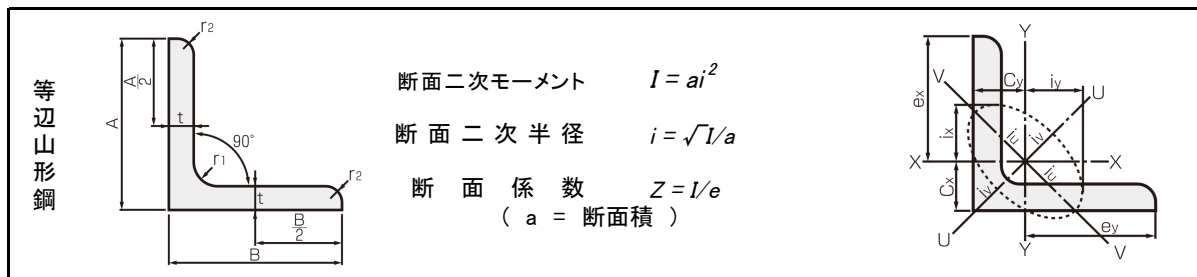 等辺山形鋼
r2
A/2
A
t
90°
r1
r2
t
B/2
B
断面二次モーメント I = ai²
断面二次半径 i = √I/a
断面係数 Z = I/e
( a = 断面積 )
Y
V
Cy
iy
U
ex
ix
iu
iv
X
X
Cx
iv
iu
ey
U
Y
V